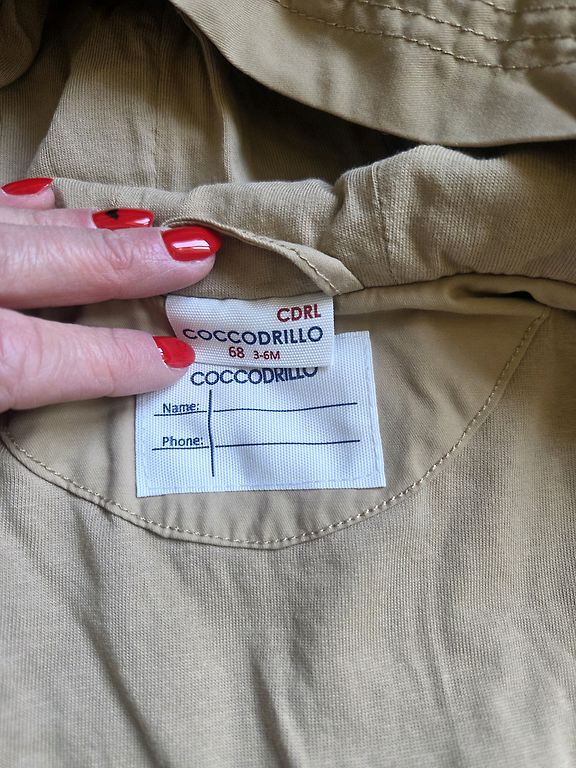 CDRL
COCCODRILLO
68 3-6M
COCCODRILLO
Name:
Phone: